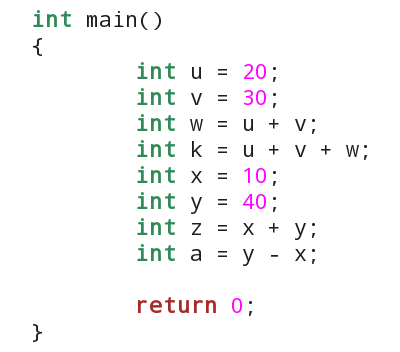 int main()
{
        int u = 20;
        int v = 30;
        int w = u + v;
        int k = u + v + w;
        int x = 10;
        int y = 40;
        int z = x + y;
        int a = y - x;

        return 0;
}